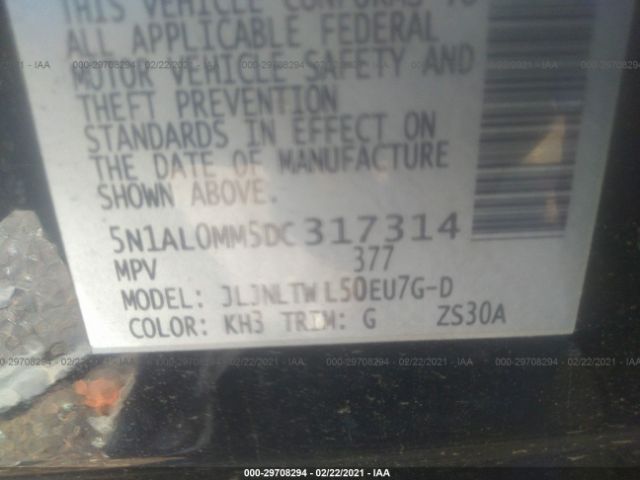 THIS VEHICLE CONFORMS TO
ALL APPLICABLE FEDERAL
MOTOR VEHICLE SAFETY AND
THEFT PREVENTION
STANDARDS IN EFFECT ON
THE DATE OF MANUFACTURE
SHOWN ABOVE.
5N1AL0MM5DC317314
MPV 377
MODEL: JLJNLTWL50EU7G-D
COLOR: KH3 TRIM: G ZS30A
000-29708294 - 02/22/2021 - IAA